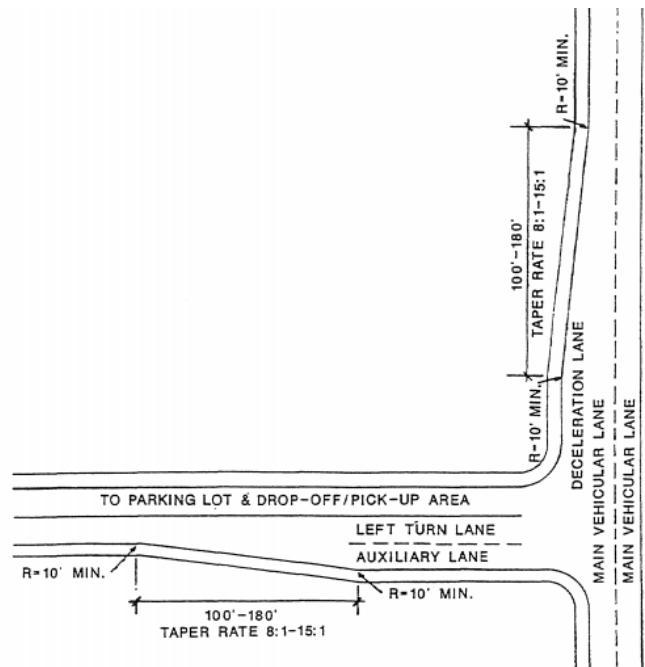 R=10' MIN.
100'-180'
TAPER RATE 8:1-15:1
R=10' MIN.
DECELERATION LANE
MAIN VEHICULAR LANE
MAIN VEHICULAR LANE
TO PARKING LOT & DROP-OFF/PICK-UP AREA
LEFT TURN LANE
AUXILIARY LANE
R=10' MIN.
R=10' MIN.
100'-180'
TAPER RATE 8:1-15:1